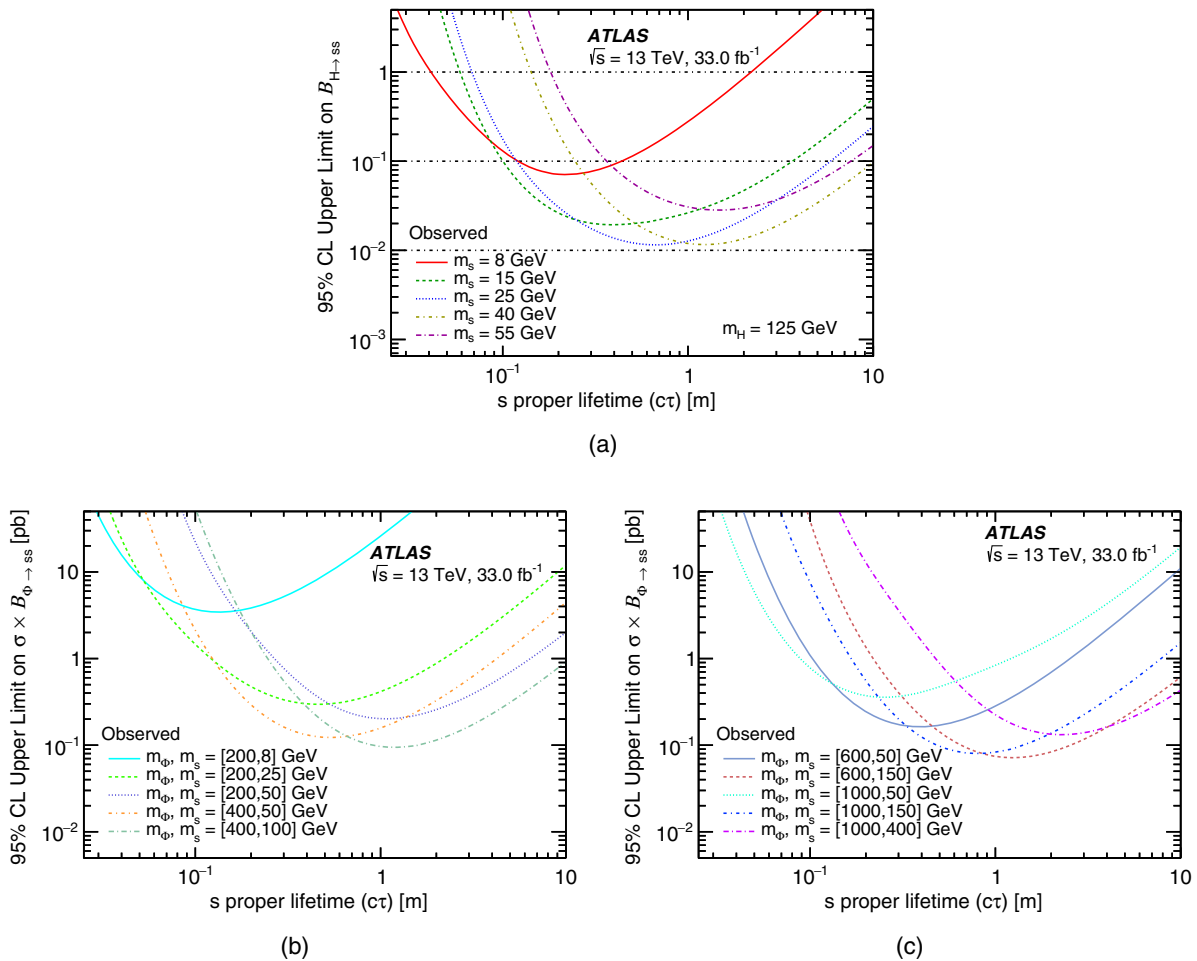 95% CL Upper Limit on B_{H→ss}
ATLAS
√s = 13 TeV, 33.0 fb⁻¹
1
10⁻¹
10⁻²
10⁻³
Observed
m_s = 8 GeV
m_s = 15 GeV
m_s = 25 GeV
m_s = 40 GeV
m_s = 55 GeV
m_H = 125 GeV
10⁻¹ 1 10
s proper lifetime (cτ) [m]
(a)
95% CL Upper Limit on σ × B_{Φ→ss} [pb]
ATLAS
√s = 13 TeV, 33.0 fb⁻¹
10
1
10⁻¹
10⁻²
Observed
m_Φ, m_s = [200,8] GeV
m_Φ, m_s = [200,25] GeV
m_Φ, m_s = [200,50] GeV
m_Φ, m_s = [400,50] GeV
m_Φ, m_s = [400,100] GeV
10⁻¹ 1 10
s proper lifetime (cτ) [m]
(b)
95% CL Upper Limit on σ × B_{Φ→ss} [pb]
ATLAS
√s = 13 TeV, 33.0 fb⁻¹
10
1
10⁻¹
10⁻²
Observed
m_Φ, m_s = [600,50] GeV
m_Φ, m_s = [600,150] GeV
m_Φ, m_s = [1000,50] GeV
m_Φ, m_s = [1000,150] GeV
m_Φ, m_s = [1000,400] GeV
10⁻¹ 1 10
s proper lifetime (cτ) [m]
(c)